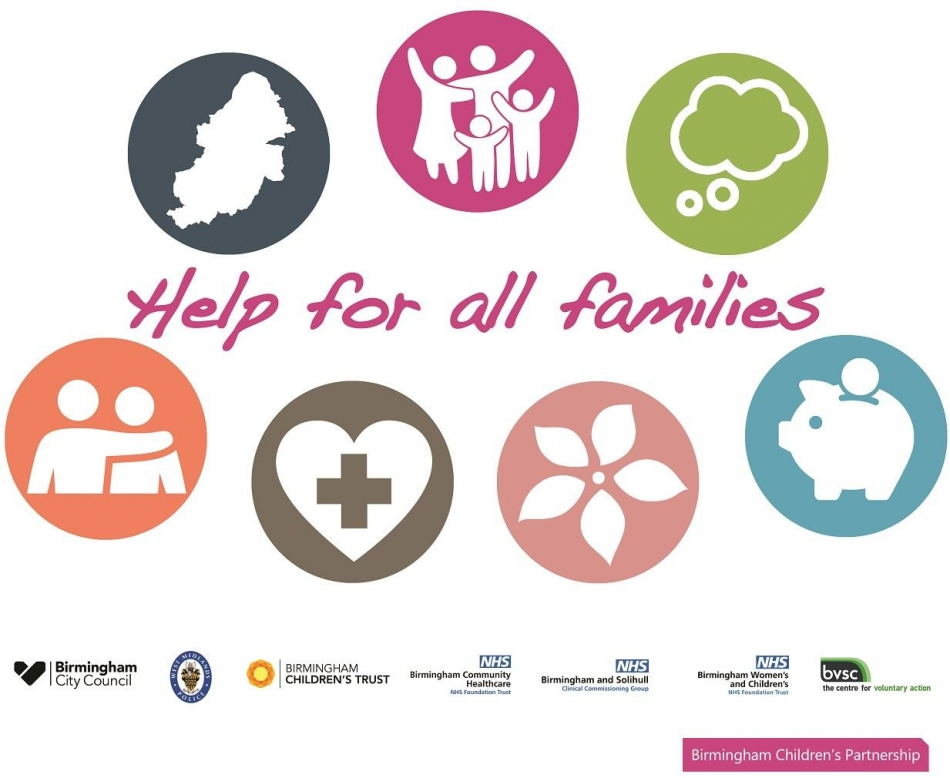 Help for all families
Birmingham
City Council
WEST MIDLANDS
POLICE
BIRMINGHAM
CHILDREN'S TRUST
NHS
Birmingham Community
Healthcare
NHS Foundation Trust
NHS
Birmingham and Solihull
Clinical Commissioning Group
NHS
Birmingham Women's
and Children's
NHS Foundation Trust
bvsc
the centre for voluntary action
Birmingham Children's Partnership